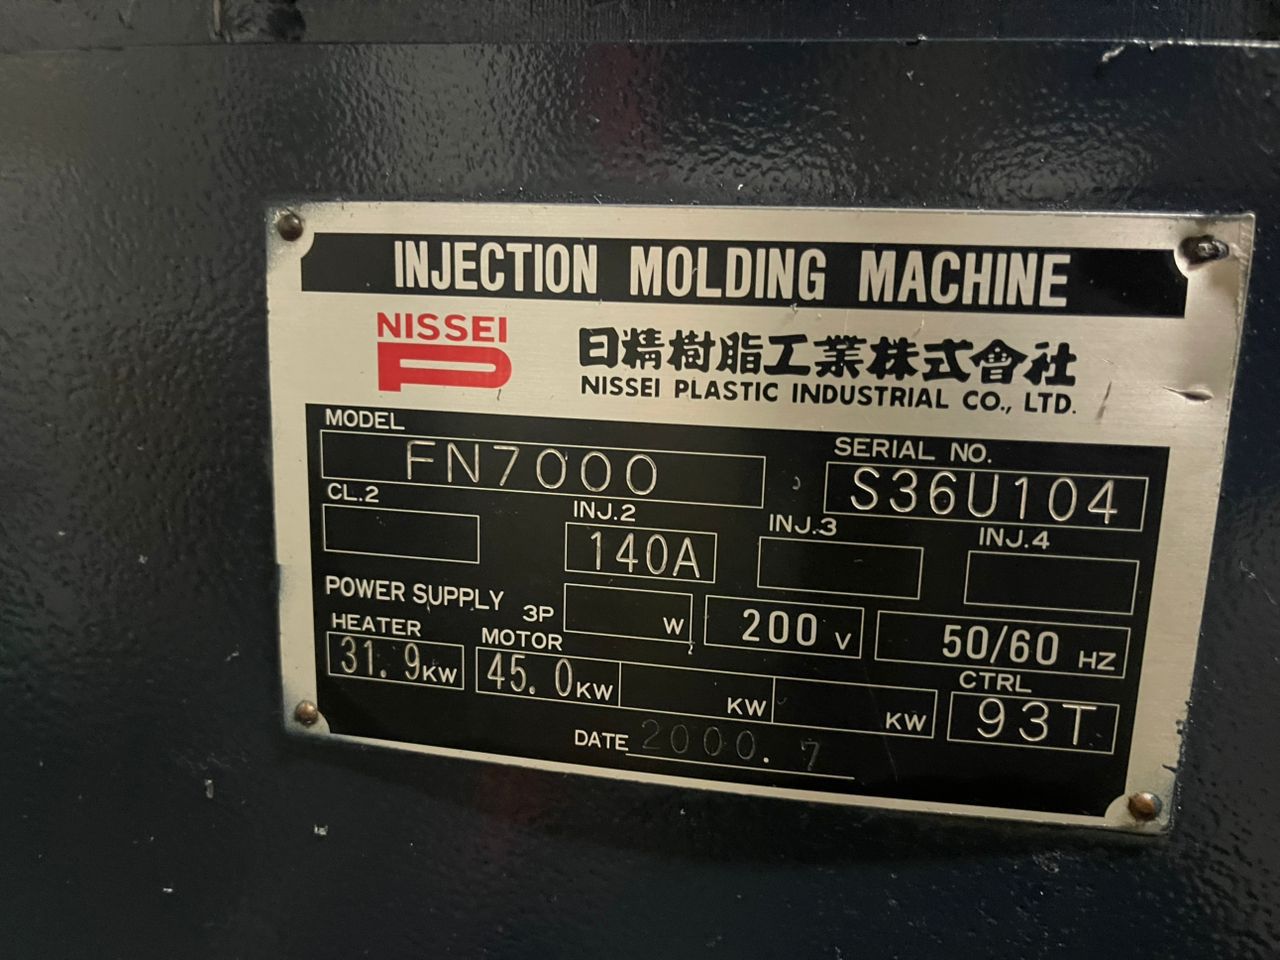 INJECTION MOLDING MACHINE
NISSEI
日精樹脂工業株式會社
NISSEI PLASTIC INDUSTRIAL CO., LTD.
MODEL
FN7000
SERIAL NO.
S36U104
CL.2
INJ.2
140A
INJ.3
INJ.4
POWER SUPPLY 3P W 200 V 50/60 HZ
HEATER
31.9KW
MOTOR
45.0KW KW KW
CTRL
93T
DATE 2000.7